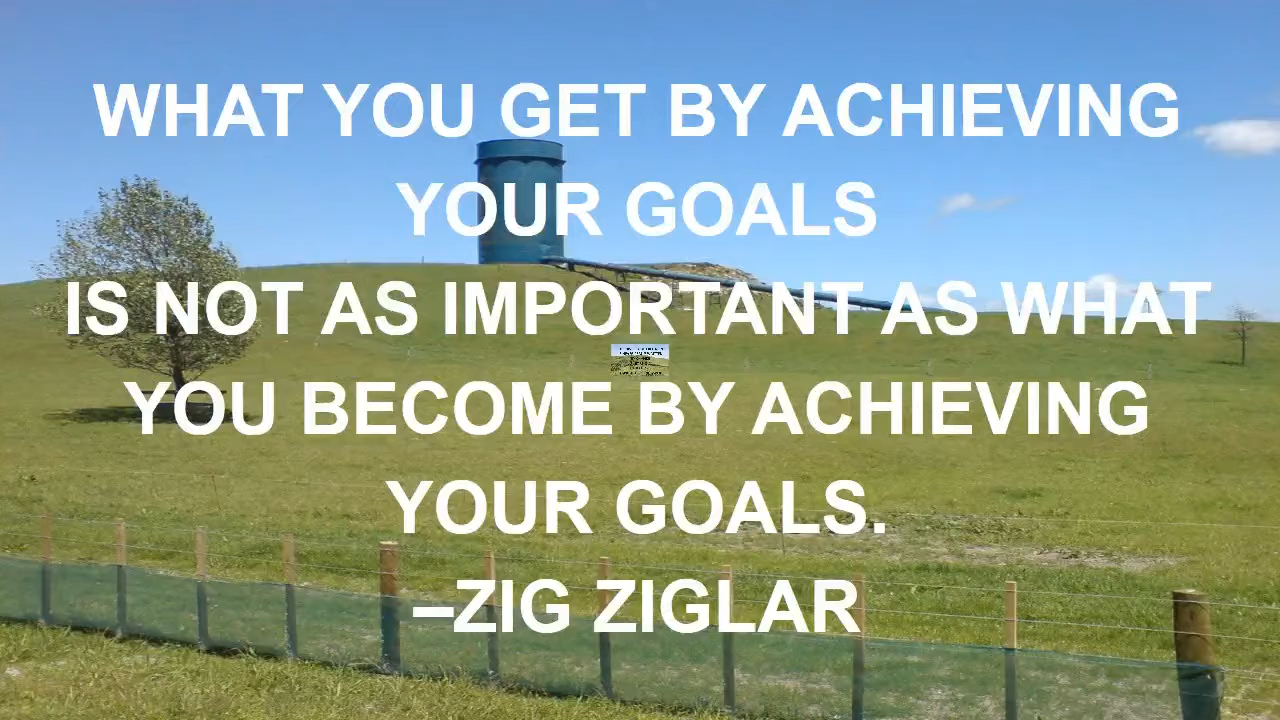 WHAT YOU GET BY ACHIEVING
YOUR GOALS
IS NOT AS IMPORTANT AS WHAT
YOU BECOME BY ACHIEVING
YOUR GOALS.
–ZIG ZIGLAR